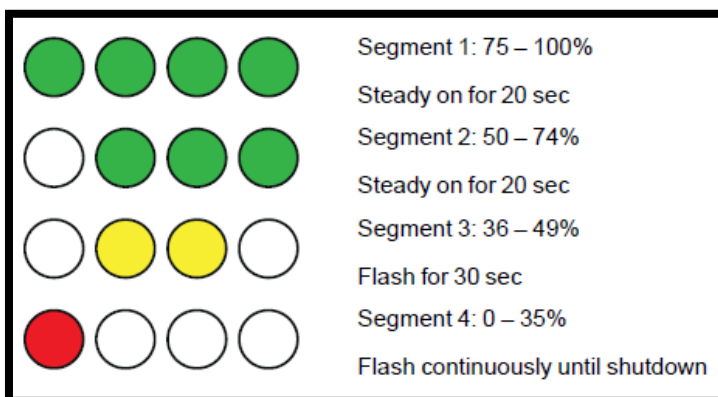 Segment 1: 75 – 100%
Steady on for 20 sec
Segment 2: 50 – 74%
Steady on for 20 sec
Segment 3: 36 – 49%
Flash for 30 sec
Segment 4: 0 – 35%
Flash continuously until shutdown